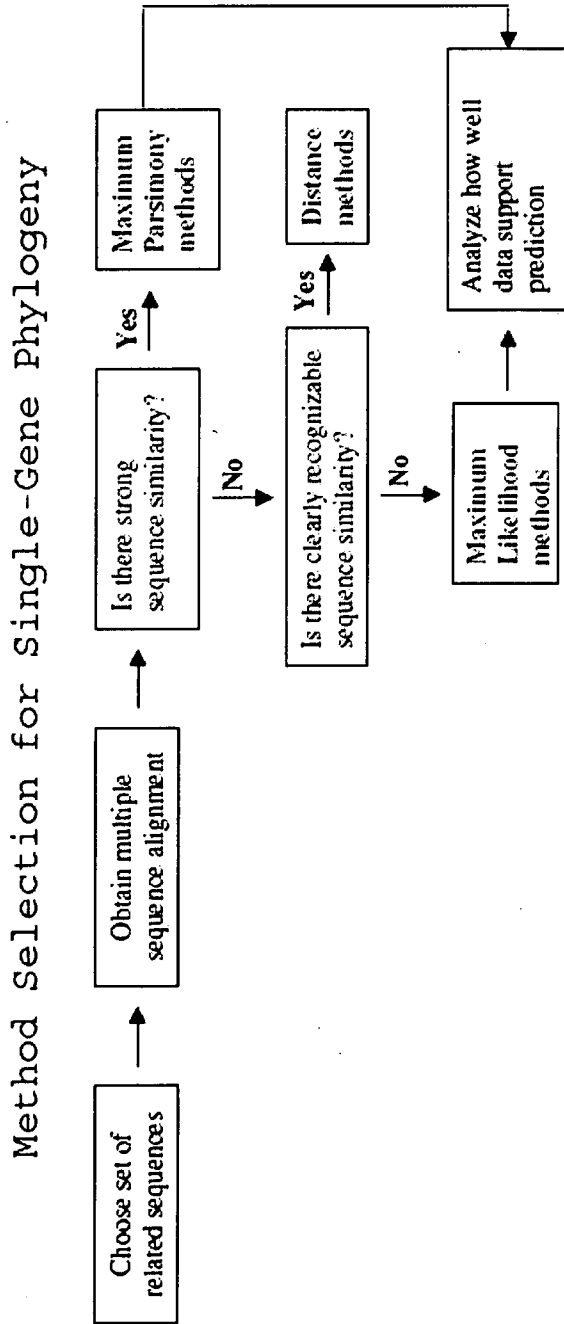 Method Selection for Single-Gene Phylogeny
Choose set of
related sequences
Obtain multiple
sequence alignment
Is there strong
sequence similarity?
Yes
Maximum
Parsimony
methods
No
Is there clearly recognizable
sequence similarity?
Yes
Distance
methods
No
Maximum
Likelihood
methods
Analyze how well
data support
prediction